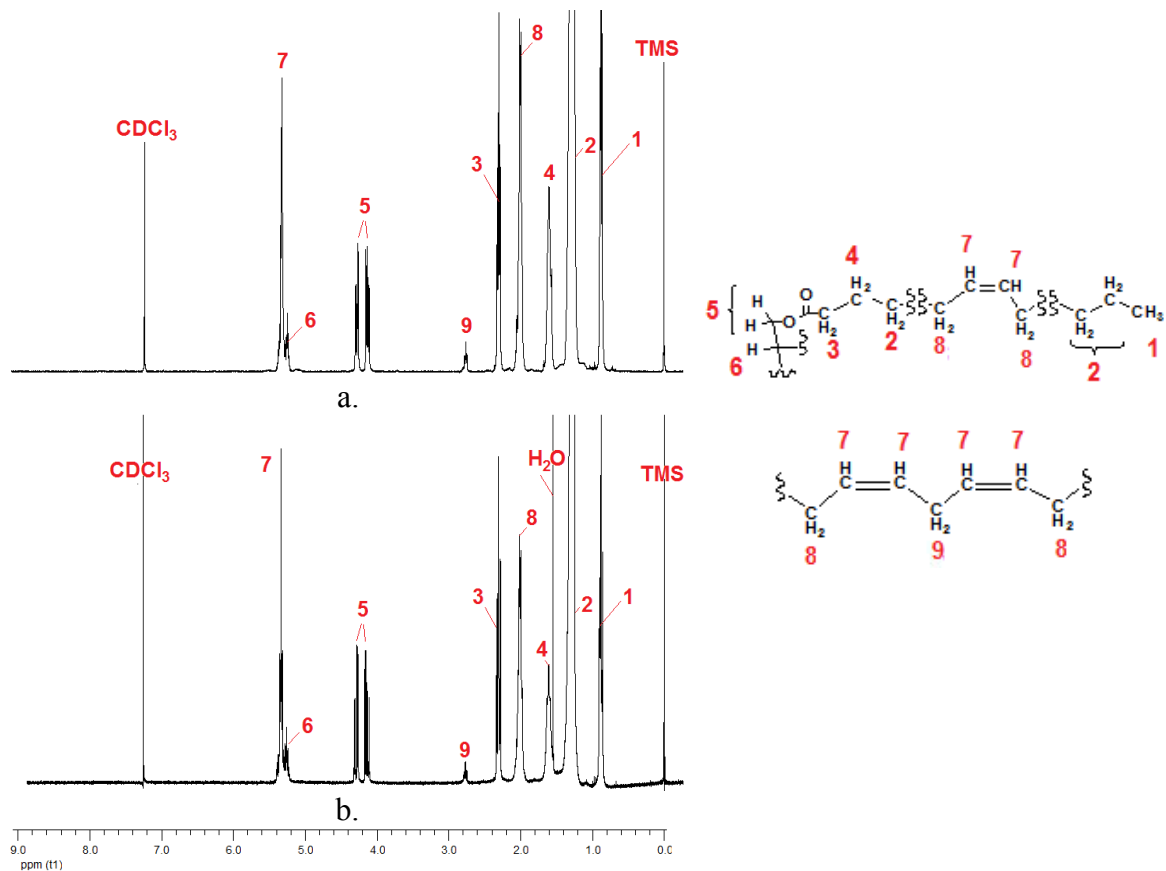 8
7
TMS
CDCl3
2
1
3
4
5
6
9
a.
7
H2O
CDCl3
TMS
8
3
5
2
1
4
6
9
b.
9.0 8.0 7.0 6.0 5.0 4.0 3.0 2.0 1.0 0.0
ppm (t1)
7 7
4 H H H2
H2 C=C C
O C C C C CH3
5 H C C C H2 H2 C
H O C H2 H2
H H2 2 8 8 2 1
6 3
7 7 7 7
H H H H
C C C C
C C C
H2 H2 H2
8 9 8